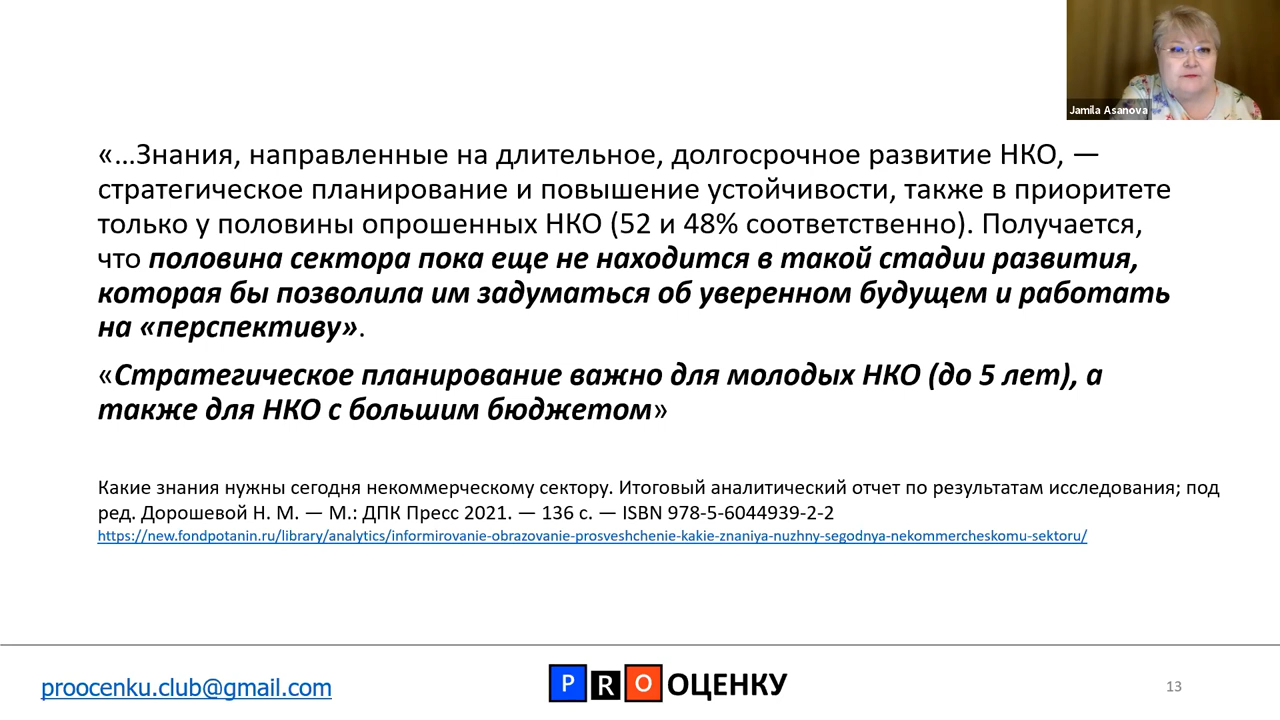 Jamila Asanova
«…Знания, направленные на длительное, долгосрочное развитие НКО, —
стратегическое планирование и повышение устойчивости, также в приоритете
только у половины опрошенных НКО (52 и 48% соответственно). Получается,
что половина сектора пока еще не находится в такой стадии развития,
которая бы позволила им задуматься об уверенном будущем и работать
на «перспективу».
«Стратегическое планирование важно для молодых НКО (до 5 лет), а
также для НКО с большим бюджетом»
Какие знания нужны сегодня некоммерческому сектору. Итоговый аналитический отчет по результатам исследования; под
ред. Дорошевой Н. М. — М.: ДПК Пресс 2021. — 136 с. — ISBN 978-5-6044939-2-2
https://new.fondpotanin.ru/library/analytics/informirovanie-obrazovanie-prosveshchenie-kakie-znaniya-nuzhny-segodnya-nekommercheskomu-sektoru/
proocenku.club@gmail.com
PRO ОЦЕНКУ
13